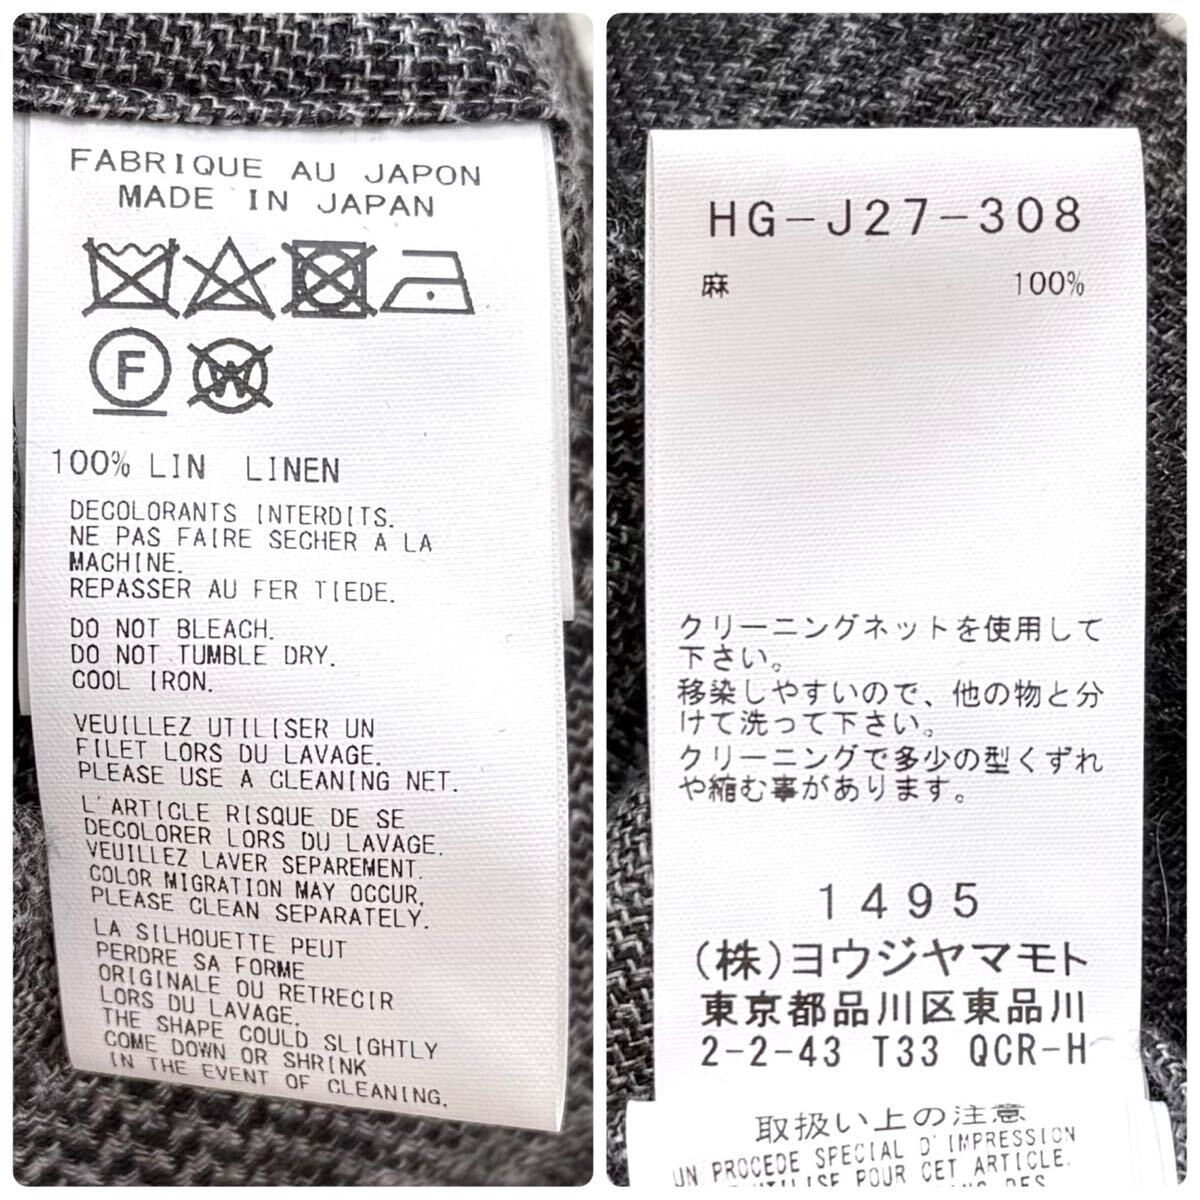 FABRIQUE AU JAPON
MADE IN JAPAN
F
W
100% LIN LINEN
DECOLORANTS INTERDITS.
NE PAS FAIRE SECHER A LA
MACHINE.
REPASSER AU FER TIEDE.
DO NOT BLEACH.
DO NOT TUMBLE DRY.
COOL IRON.
VEUILLEZ UTILISER UN
FILET LORS DU LAVAGE.
PLEASE USE A CLEANING NET.
L'ARTICLE RISQUE DE SE
DECOLORER LORS DU LAVAGE.
VEUILLEZ LAVER SEPAREMENT.
COLOR MIGRATION MAY OCCUR,
PLEASE CLEAN SEPARATELY.
LA SILHOUETTE PEUT
PERDRE SA FORME
ORIGINALE OU RETRECIR
LORS DU LAVAGE.
THE SHAPE COULD SLIGHTLY
COME DOWN OR SHRINK
IN THE EVENT OF CLEANING.
HG-J27-308
麻 100%
クリーニングネットを使用して
下さい。
移染しやすいので、他の物と分
けて洗って下さい。
クリーニングで多少の型くずれ
や縮む事があります。
1495
(株)ヨウジヤマモト
東京都品川区東品川
2-2-43 T33 QCR-H
取扱い上の注意
UN PROCEDE SPECIAL D'IMPRESSION
UTILISE POUR CET ARTICLE.
DES